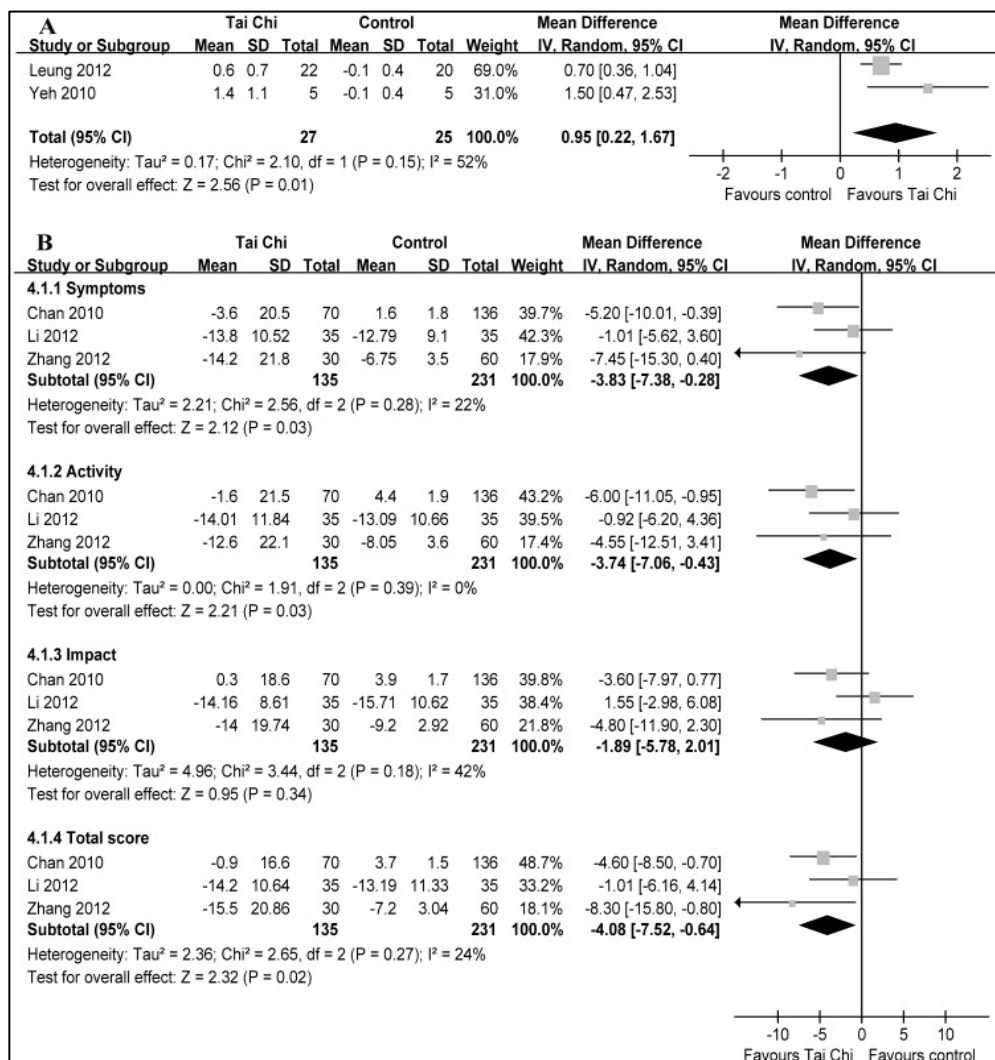 A Tai Chi Control Mean Difference Mean Difference
Study or Subgroup Mean SD Total Mean SD Total Weight IV, Random, 95% CI IV, Random, 95% CI
Leung 2012 0.6 0.7 22 -0.1 0.4 20 69.0% 0.70 [0.36, 1.04]
Yeh 2010 1.4 1.1 5 -0.1 0.4 5 31.0% 1.50 [0.47, 2.53]
Total (95% CI) 27 25 100.0% 0.95 [0.22, 1.67]
Heterogeneity: Tau² = 0.17; Chi² = 2.10, df = 1 (P = 0.15); I² = 52%
Test for overall effect: Z = 2.56 (P = 0.01)
-2 -1 0 1 2
Favours control Favours Tai Chi
B Tai Chi Control Mean Difference Mean Difference
Study or Subgroup Mean SD Total Mean SD Total Weight IV, Random, 95% CI IV, Random, 95% CI
4.1.1 Symptoms
Chan 2010 -3.6 20.5 70 1.6 1.8 136 39.7% -5.20 [-10.01, -0.39]
Li 2012 -13.8 10.52 35 -12.79 9.1 35 42.3% -1.01 [-5.62, 3.60]
Zhang 2012 -14.2 21.8 30 -6.75 3.5 60 17.9% -7.45 [-15.30, 0.40]
Subtotal (95% CI) 135 231 100.0% -3.83 [-7.38, -0.28]
Heterogeneity: Tau² = 2.21; Chi² = 2.56, df = 2 (P = 0.28); I² = 22%
Test for overall effect: Z = 2.12 (P = 0.03)
4.1.2 Activity
Chan 2010 -1.6 21.5 70 4.4 1.9 136 43.2% -6.00 [-11.05, -0.95]
Li 2012 -14.01 11.84 35 -13.09 10.66 35 39.5% -0.92 [-6.20, 4.36]
Zhang 2012 -12.6 22.1 30 -8.05 3.6 60 17.4% -4.55 [-12.51, 3.41]
Subtotal (95% CI) 135 231 100.0% -3.74 [-7.06, -0.43]
Heterogeneity: Tau² = 0.00; Chi² = 1.91, df = 2 (P = 0.39); I² = 0%
Test for overall effect: Z = 2.21 (P = 0.03)
4.1.3 Impact
Chan 2010 0.3 18.6 70 3.9 1.7 136 39.8% -3.60 [-7.97, 0.77]
Li 2012 -14.16 8.61 35 -15.71 10.62 35 38.4% 1.55 [-2.98, 6.08]
Zhang 2012 -14 19.74 30 -9.2 2.92 60 21.8% -4.80 [-11.90, 2.30]
Subtotal (95% CI) 135 231 100.0% -1.89 [-5.78, 2.01]
Heterogeneity: Tau² = 4.96; Chi² = 3.44, df = 2 (P = 0.18); I² = 42%
Test for overall effect: Z = 0.95 (P = 0.34)
4.1.4 Total score
Chan 2010 -0.9 16.6 70 3.7 1.5 136 48.7% -4.60 [-8.50, -0.70]
Li 2012 -14.2 10.64 35 -13.19 11.33 35 33.2% -1.01 [-6.16, 4.14]
Zhang 2012 -15.5 20.86 30 -7.2 3.04 60 18.1% -8.30 [-15.80, -0.80]
Subtotal (95% CI) 135 231 100.0% -4.08 [-7.52, -0.64]
Heterogeneity: Tau² = 2.36; Chi² = 2.65, df = 2 (P = 0.27); I² = 24%
Test for overall effect: Z = 2.32 (P = 0.02)
-10 -5 0 5 10
Favours Tai Chi Favours control